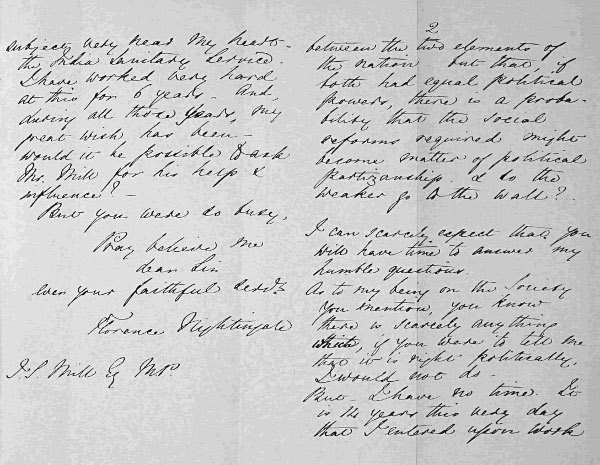 subject, very near my heart -
the India Sanitary Service.
I have worked very hard
at this for 8 years. And,
during all those years, my
great wish has been -
would it be possible to ask
Mr. Mill for his help &
influence? -
But you were so busy.
Pray believe me
dear Sir
ever your faithful Servt
Florence Nightingale
J.S. Mill Esq M.P.
2
between the two elements of
the nation but that if
both had equal political
powers, there is a proba-
bility that the social
reforms required might
become matter of political
partizanship. & so the
weaker go to the wall?
I can scarcely expect that you
will have time to answer my
humble questions.
As to my being on the Society
you mention, you know
there is scarcely anything
which, if you were to tell me
that it is right politically,
I would not do -
But - I have no time. It
is 14 years this very day
that I entered upon work